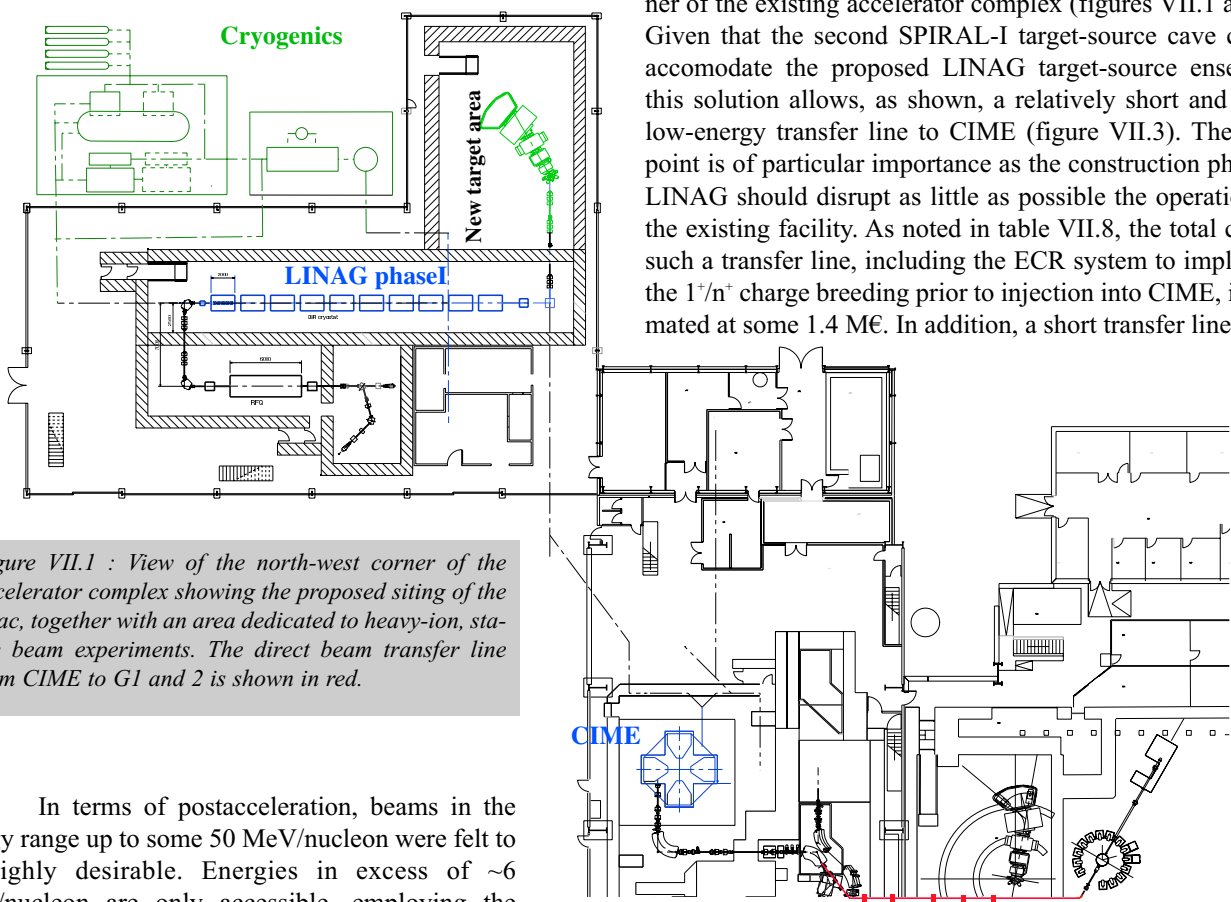 ner of the existing accelerator complex (figures VII.1 a
Given that the second SPIRAL-I target-source cave c
accomodate the proposed LINAG target-source ense
this solution allows, as shown, a relatively short and
low-energy transfer line to CIME (figure VII.3). The
point is of particular importance as the construction ph
LINAG should disrupt as little as possible the operatio
the existing facility. As noted in table VII.8, the total c
such a transfer line, including the ECR system to impl
the 1+/n+ charge breeding prior to injection into CIME, i
mated at some 1.4 M€. In addition, a short transfer line
Cryogenics
New target area
LINAG phaseI
2000
6000
RFQ
CIME
gure VII.1 : View of the north-west corner of the
celerator complex showing the proposed siting of the
ac, together with an area dedicated to heavy-ion, sta-
beam experiments. The direct beam transfer line
m CIME to G1 and 2 is shown in red.
In terms of postacceleration, beams in the
gy range up to some 50 MeV/nucleon were felt to
ighly desirable. Energies in excess of ~6
/nucleon are only accessible, employing the